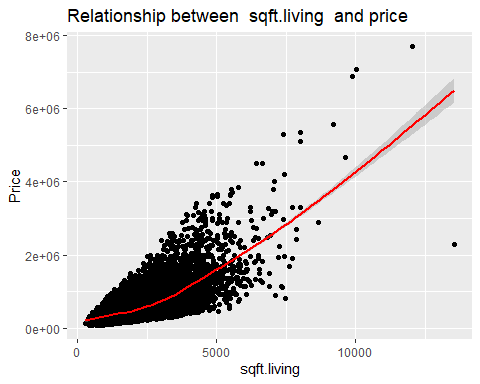 Relationship between  sqft.living  and price
8e+06
6e+06
4e+06
2e+06
0e+00
Price
0
5000
10000
sqft.living